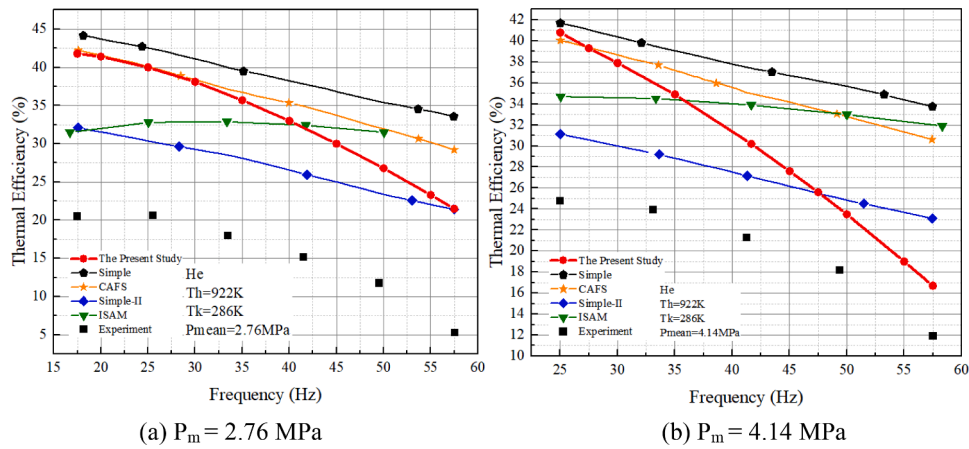 45
40
35
30
25
20
15
10
5
Thermal Efficiency (%)
The Present Study
Simple
CAFS
Simple-II
ISAM
Experiment
He
Th=922K
Tk=286K
Pmean=2.76MPa
15 20 25 30 35 40 45 50 55 60
Frequency (Hz)
(a) Pₘ = 2.76 MPa
42
40
38
36
34
32
30
28
26
24
22
20
18
16
14
12
10
Thermal Efficiency (%)
The Present Study
Simple
CAFS
Simple-II
ISAM
Experiment
He
Th=922K
Tk=286K
Pmean=4.14MPa
25 30 35 40 45 50 55 60
Frequency (Hz)
(b) Pₘ = 4.14 MPa